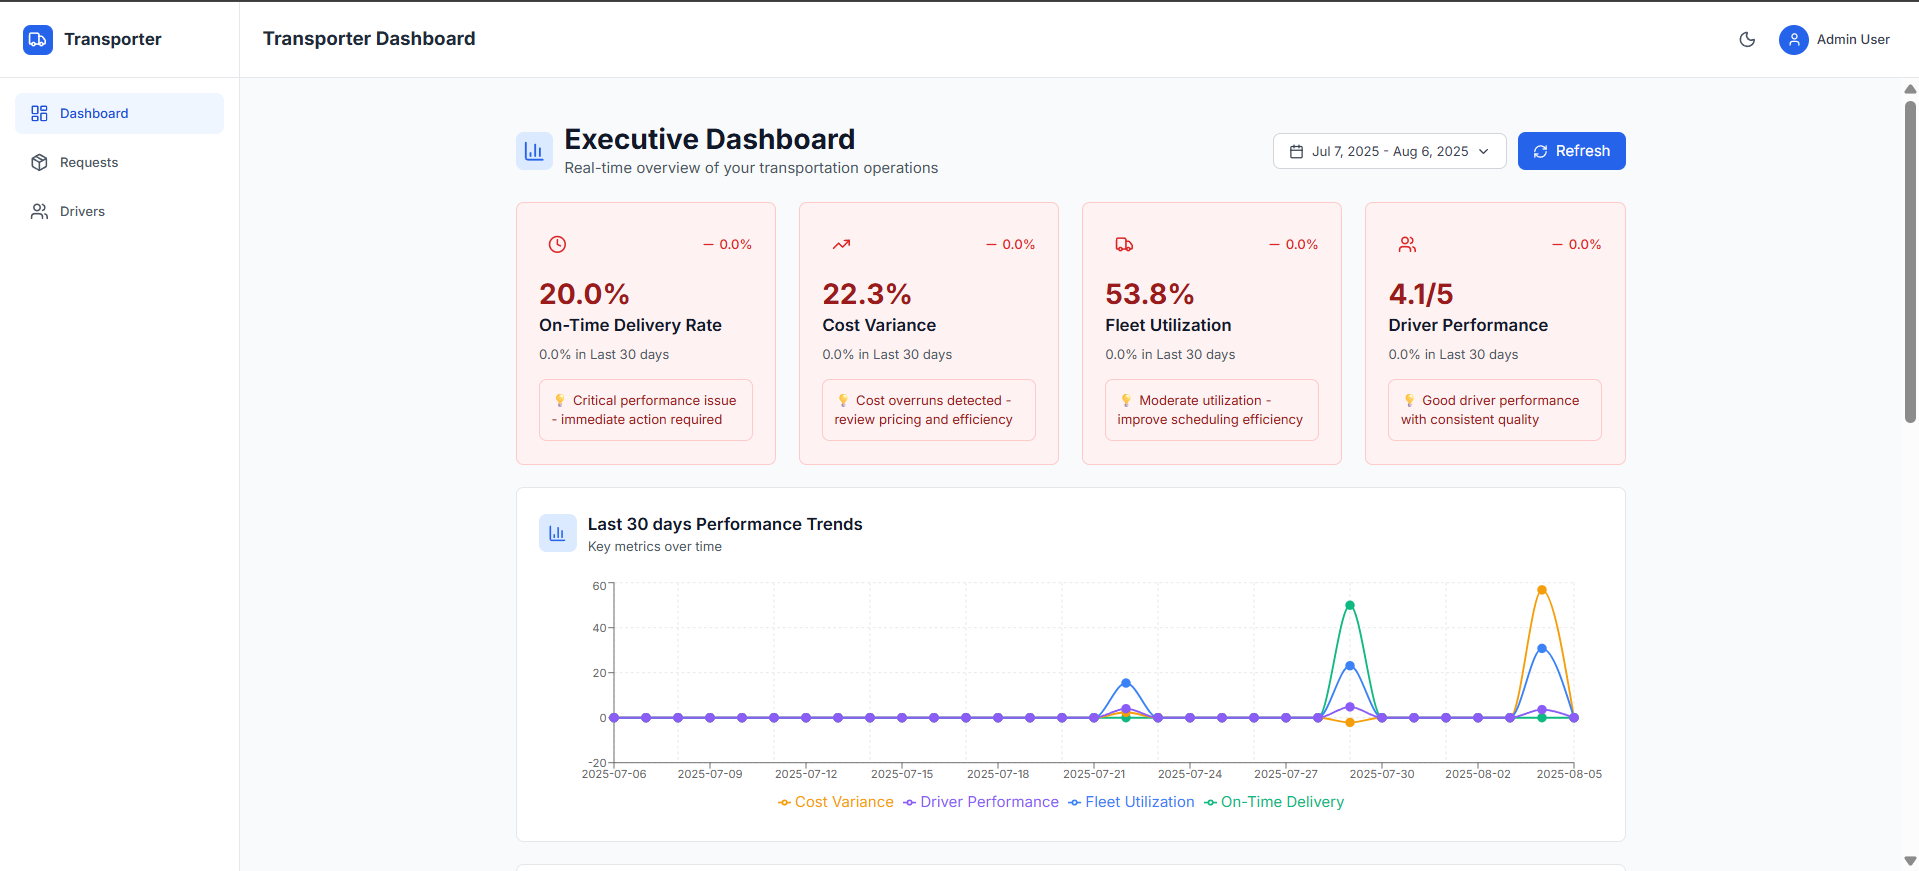 Transporter
Transporter Dashboard
Admin User
Dashboard
Requests
Drivers
Executive Dashboard
Real-time overview of your transportation operations
Jul 7, 2025 - Aug 6, 2025
Refresh
— 0.0%
20.0%
On-Time Delivery Rate
0.0% in Last 30 days
💡 Critical performance issue
- immediate action required
— 0.0%
22.3%
Cost Variance
0.0% in Last 30 days
💡 Cost overruns detected -
review pricing and efficiency
— 0.0%
53.8%
Fleet Utilization
0.0% in Last 30 days
💡 Moderate utilization -
improve scheduling efficiency
— 0.0%
4.1/5
Driver Performance
0.0% in Last 30 days
💡 Good driver performance
with consistent quality
Last 30 days Performance Trends
Key metrics over time
60
40
20
0
-20
2025-07-06 2025-07-09 2025-07-12 2025-07-15 2025-07-18 2025-07-21 2025-07-24 2025-07-27 2025-07-30 2025-08-02 2025-08-05
Cost Variance Driver Performance Fleet Utilization On-Time Delivery